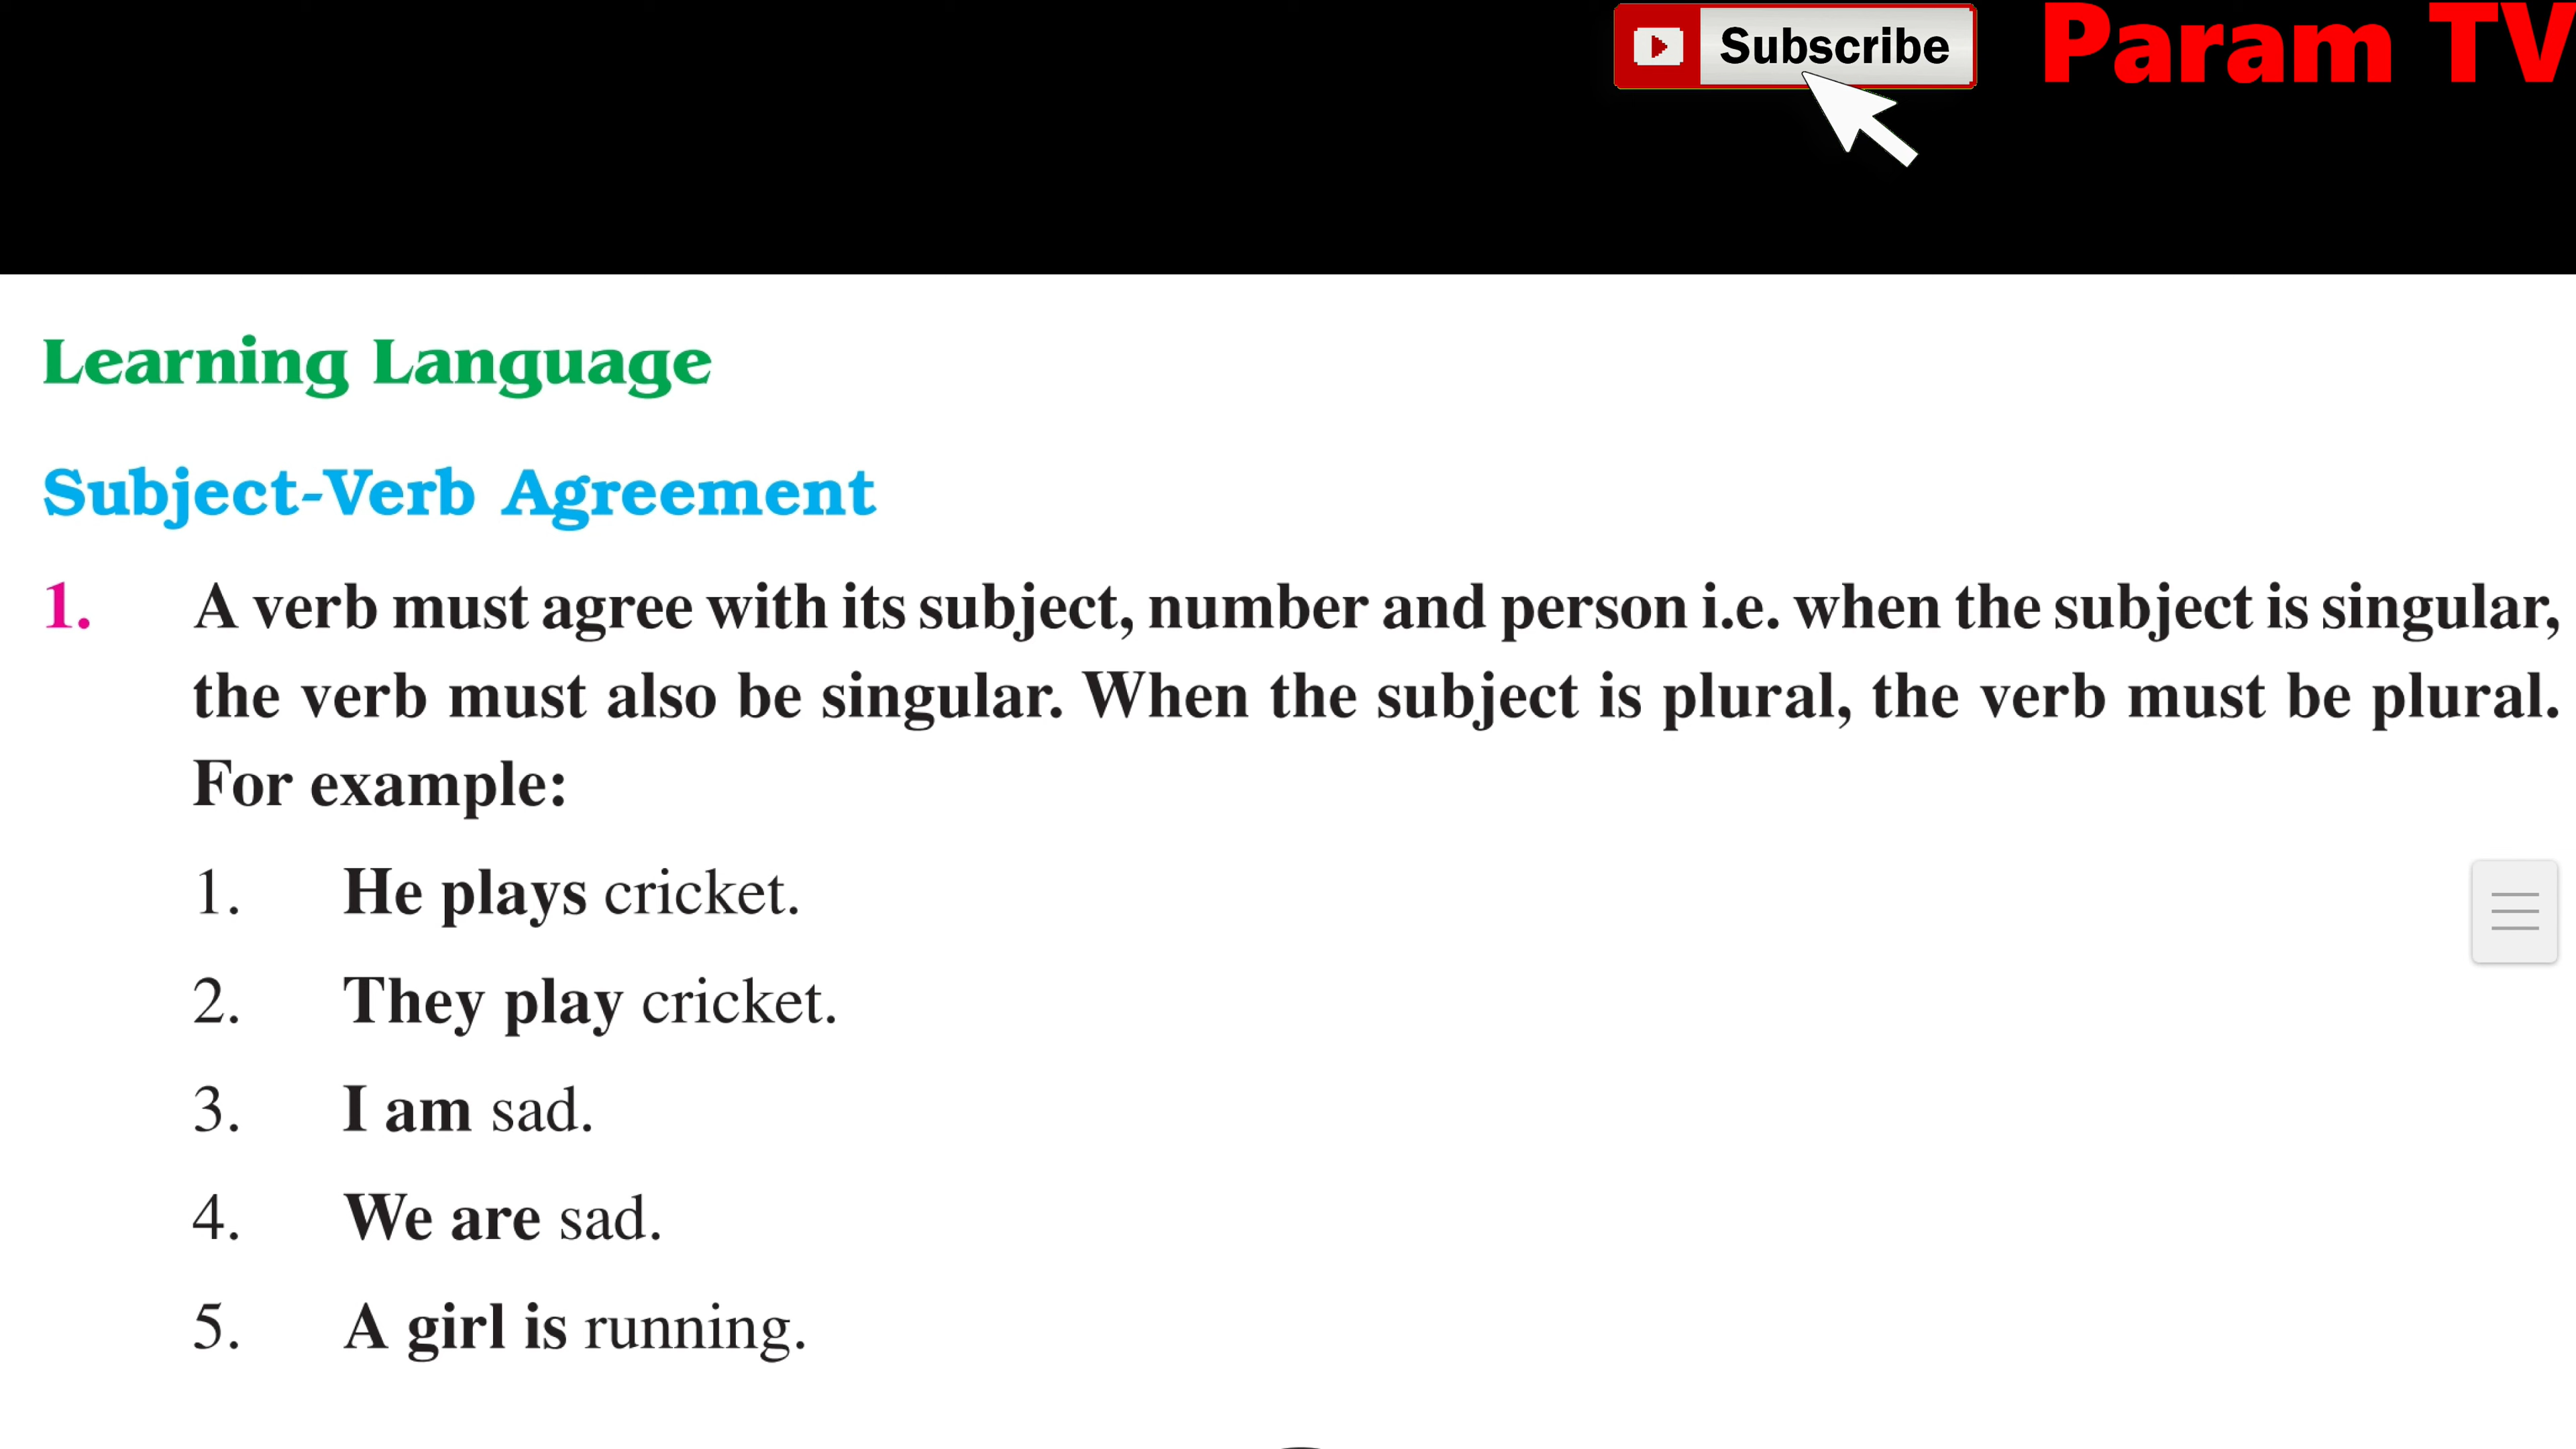 Subscribe Param TV
Learning Language
Subject-Verb Agreement
1. A verb must agree with its subject, number and person i.e. when the subject is singular,
the verb must also be singular. When the subject is plural, the verb must be plural.
For example:
1. He plays cricket.
2. They play cricket.
3. I am sad.
4. We are sad.
5. A girl is running.